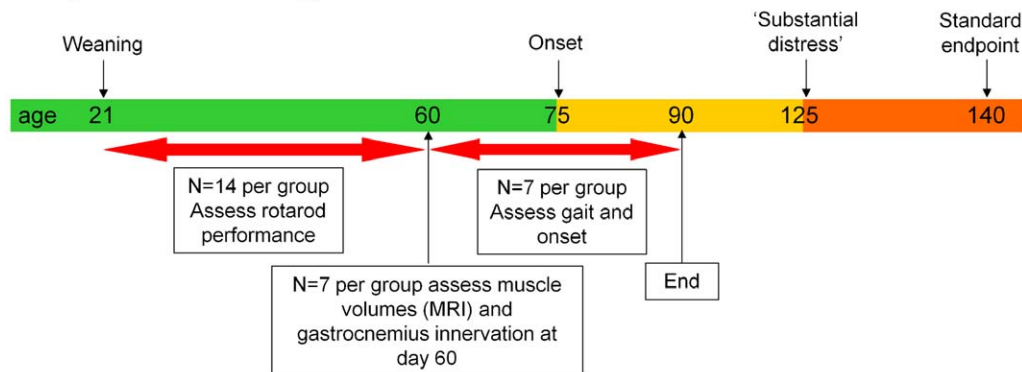 Weaning
Onset
'Substantial
distress'
Standard
endpoint
age 21 60 75 90 125 140
N=14 per group
Assess rotarod
performance
N=7 per group
Assess gait and
onset
N=7 per group assess muscle
volumes (MRI) and
gastrocnemius innervation at
day 60
End